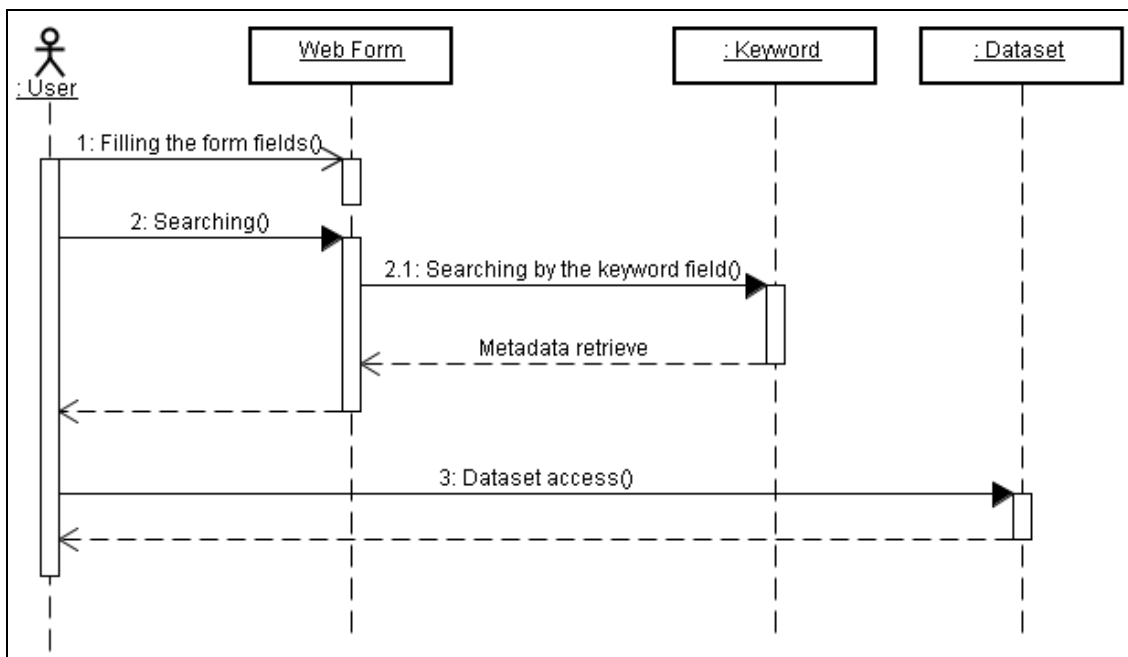 Web Form
: Keyword
: Dataset
: User
1: Filling the form fields()
2: Searching()
2.1: Searching by the keyword field()
Metadata retrieve
3: Dataset access()